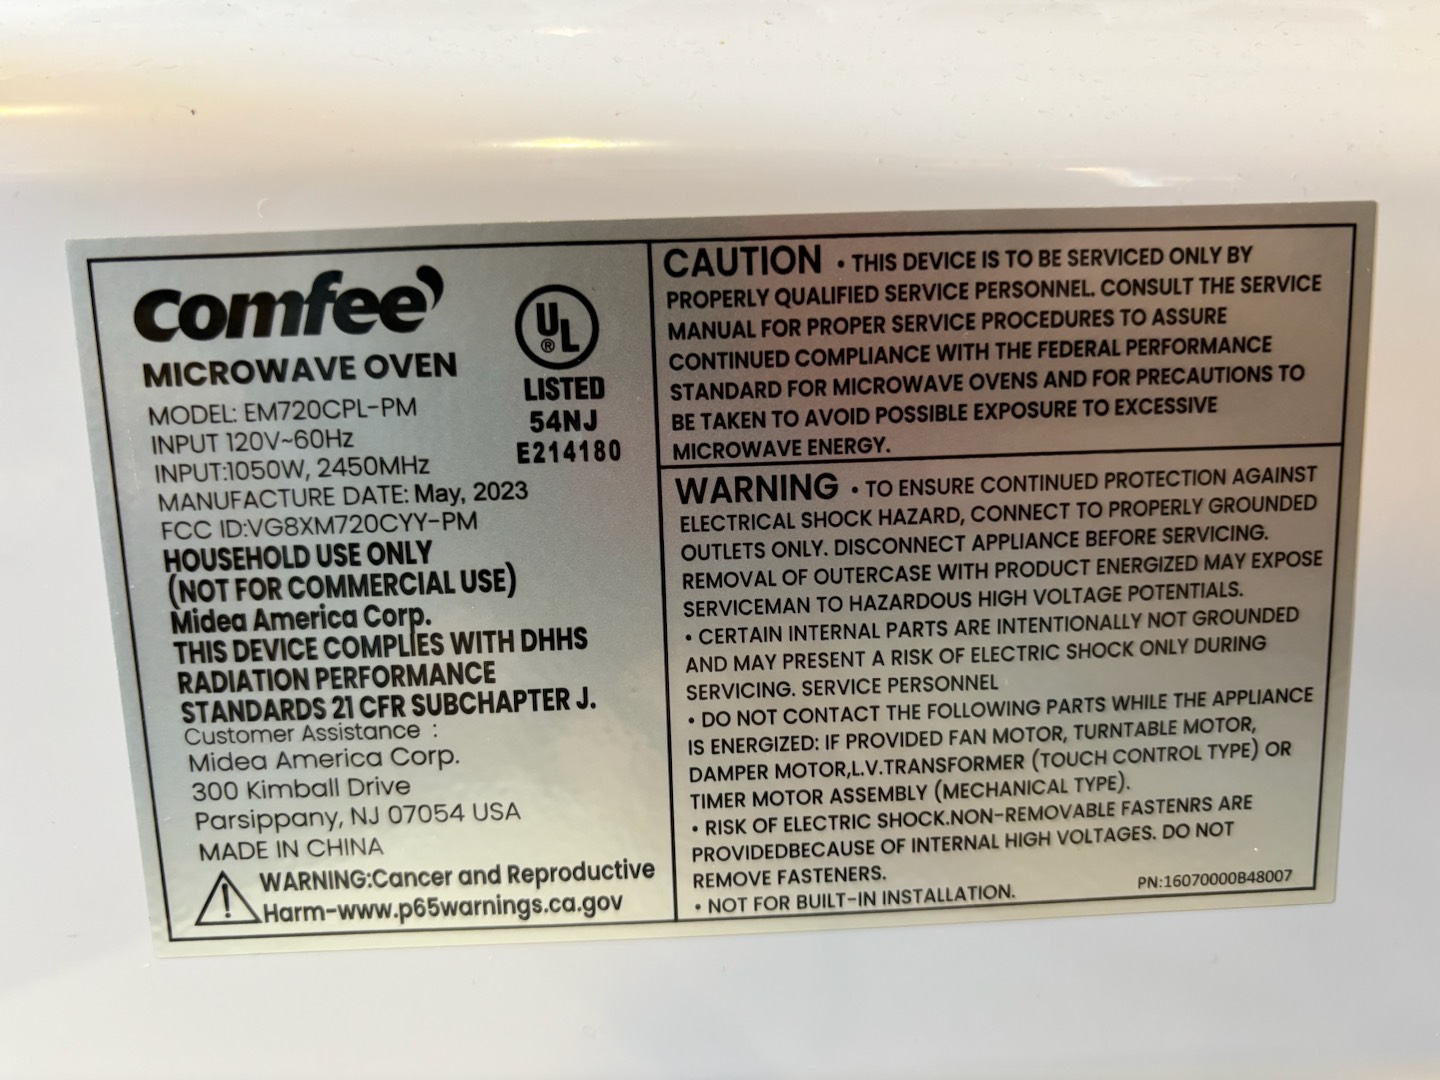 comfee'
MICROWAVE OVEN
MODEL: EM720CPL-PM
INPUT 120V~60Hz
INPUT:1050W, 2450MHz
MANUFACTURE DATE: May, 2023
FCC ID:VG8XM720CYY-PM
HOUSEHOLD USE ONLY
(NOT FOR COMMERCIAL USE)
Midea America Corp.
THIS DEVICE COMPLIES WITH DHHS
RADIATION PERFORMANCE
STANDARDS 21 CFR SUBCHAPTER J.
Customer Assistance :
Midea America Corp.
300 Kimball Drive
Parsippany, NJ 07054 USA
MADE IN CHINA
WARNING:Cancer and Reproductive
Harm-www.p65warnings.ca.gov
UL ®
LISTED
54NJ
E214180
CAUTION • THIS DEVICE IS TO BE SERVICED ONLY BY
PROPERLY QUALIFIED SERVICE PERSONNEL. CONSULT THE SERVICE
MANUAL FOR PROPER SERVICE PROCEDURES TO ASSURE
CONTINUED COMPLIANCE WITH THE FEDERAL PERFORMANCE
STANDARD FOR MICROWAVE OVENS AND FOR PRECAUTIONS TO
BE TAKEN TO AVOID POSSIBLE EXPOSURE TO EXCESSIVE
MICROWAVE ENERGY.
WARNING • TO ENSURE CONTINUED PROTECTION AGAINST
ELECTRICAL SHOCK HAZARD, CONNECT TO PROPERLY GROUNDED
OUTLETS ONLY. DISCONNECT APPLIANCE BEFORE SERVICING.
REMOVAL OF OUTERCASE WITH PRODUCT ENERGIZED MAY EXPOSE
SERVICEMAN TO HAZARDOUS HIGH VOLTAGE POTENTIALS.
• CERTAIN INTERNAL PARTS ARE INTENTIONALLY NOT GROUNDED
AND MAY PRESENT A RISK OF ELECTRIC SHOCK ONLY DURING
SERVICING. SERVICE PERSONNEL
• DO NOT CONTACT THE FOLLOWING PARTS WHILE THE APPLIANCE
IS ENERGIZED: IF PROVIDED FAN MOTOR, TURNTABLE MOTOR,
DAMPER MOTOR,L.V.TRANSFORMER (TOUCH CONTROL TYPE) OR
TIMER MOTOR ASSEMBLY (MECHANICAL TYPE).
• RISK OF ELECTRIC SHOCK.NON-REMOVABLE FASTENRS ARE
PROVIDEDBECAUSE OF INTERNAL HIGH VOLTAGES. DO NOT
REMOVE FASTENERS.
• NOT FOR BUILT-IN INSTALLATION.
PN:16070000B48007